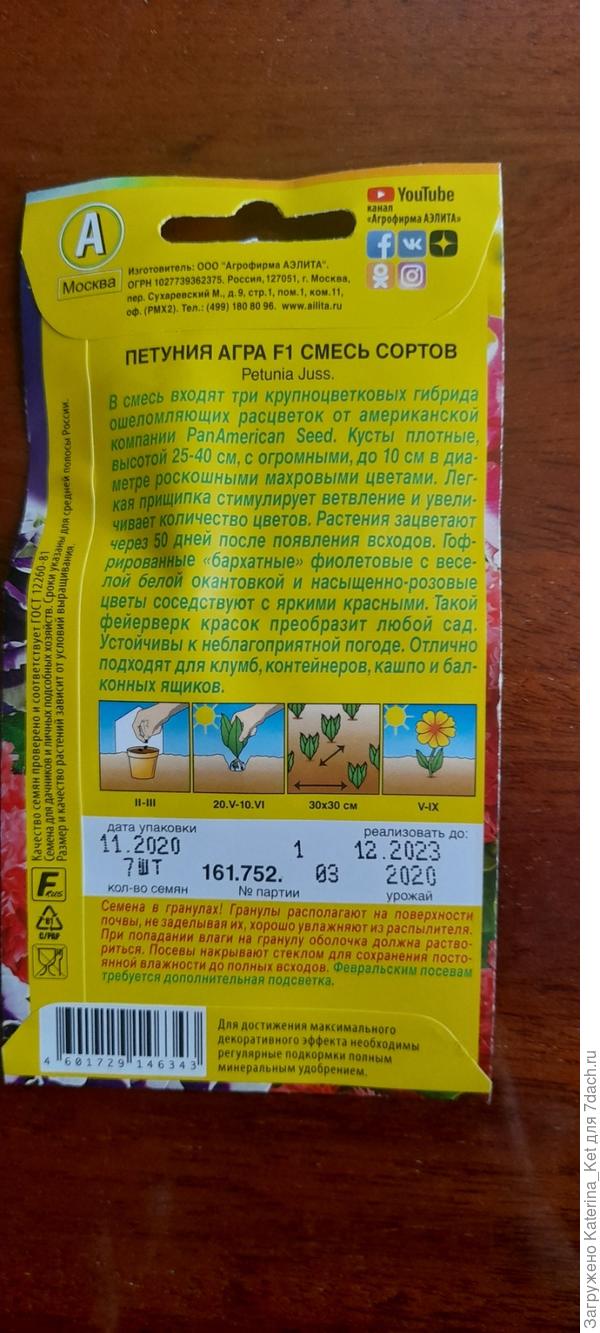 YouTube
канал
«Агрофирма АЭЛИТА»
А
Москва
Изготовитель: ООО "Агрофирма АЭЛИТА".
ОГРН 1027739362375. Россия, 127051, г. Москва,
пер. Сухаревский М., д.9, стр.1, пом.1, ком.11,
оф. (РМХ2). Тел.: (499) 180 80 96. www.ailita.ru
ПЕТУНИЯ АГРА F1 СМЕСЬ СОРТОВ
Petunia Juss.
В смесь входят три крупноцветковых гибрида
ошеломляющих расцветок от американской
компании PanAmerican Seed. Кусты плотные,
высотой 25-40 см, с огромными, до 10 см в диа-
метре роскошными махровыми цветами. Лег-
кая прищипка стимулирует ветвление и увели-
чивает количество цветов. Растения зацветают
через 50 дней после появления всходов. Гоф-
рированные «бархатные» фиолетовые с весе-
лой белой окантовкой и насыщенно-розовые
цветы соседствуют с яркими красными. Такой
фейерверк красок преобразит любой сад.
Устойчивы к неблагоприятной погоде. Отлично
подходят для клумб, контейнеров, кашпо и бал-
конных ящиков.
Качество семян проверено и соответствует ГОСТ 12260-81
Семена для дачников и личных подсобных хозяйств. Сроки указаны для средней полосы России.
Размер и качество растений зависит от условий выращивания.
II-III
20.V-10.VI
30х30 см
V-IX
дата упаковки
реализовать до:
11.2020
1
12.2023
7ШТ
161.752.
03
2020
кол-во семян
№ партии
урожай
Семена в гранулах! Гранулы располагают на поверхности
почвы, не заделывая их, хорошо увлажняют из распылителя.
При попадании влаги на гранулу оболочка должна раство-
риться. Посевы накрывают стеклом для сохранения посто-
янной влажности до полных всходов. Февральским посевам
требуется дополнительная подсветка.
F RUS
81
C/PAP
4 601729 146343
Для достижения максимального
декоративного эффекта необходимы
регулярные подкормки полным
минеральным удобрением.
Загружено Katerina_Ket для 7dach.ru